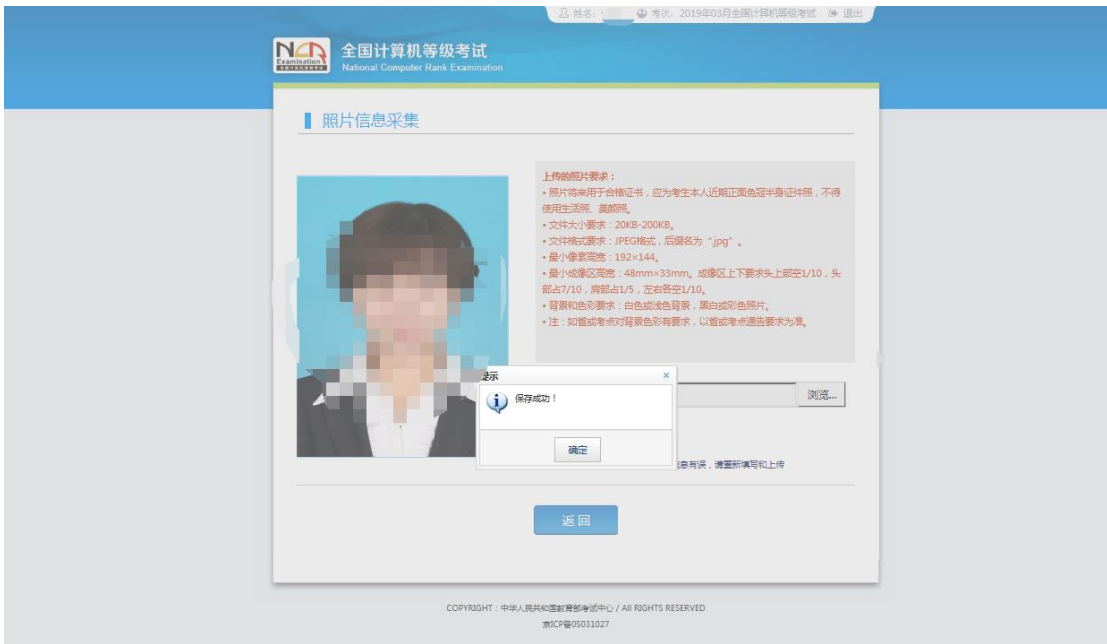 姓名: 考次: 2019年03月全国计算机等级考试 退出
NCR
Examination
全国计算机等级考试
National Computer Rank Examination
照片信息采集
上传的照片要求：
• 照片将来用于合格证书，应为考生本人近期正面免冠半身证件照，不得
使用生活照、美颜照。
• 文件大小要求：20KB-200KB。
• 文件格式要求：JPEG格式，后缀名为“jpg”。
• 最小像素高宽：192×144。
• 最小成像区高宽：48mm×33mm。成像区上下要求头上部空1/10，头
部占7/10，肩部占1/5，左右各空1/10。
• 背景和色彩要求：白色或浅色背景，黑白或彩色照片。
• 注：如省或考点对背景色彩有要求，以省或考点通告要求为准。
提示
×
保存成功！
浏览...
确定
息有误，请重新填写和上传
返回
COPYRIGHT：中华人民共和国教育部考试中心 / All RIGHTS RESERVED
京ICP备05031027